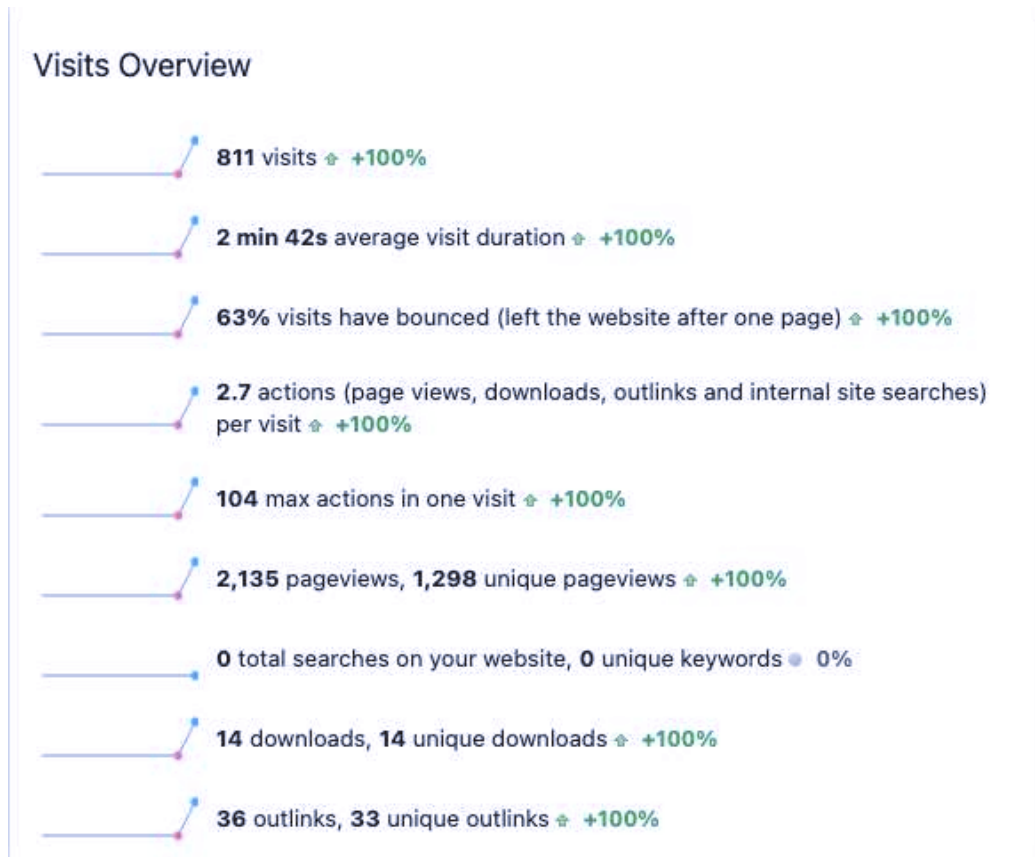 Visits Overview
811 visits +100%
2 min 42s average visit duration +100%
63% visits have bounced (left the website after one page) +100%
2.7 actions (page views, downloads, outlinks and internal site searches)
per visit +100%
104 max actions in one visit +100%
2,135 pageviews, 1,298 unique pageviews +100%
0 total searches on your website, 0 unique keywords 0%
14 downloads, 14 unique downloads +100%
36 outlinks, 33 unique outlinks +100%